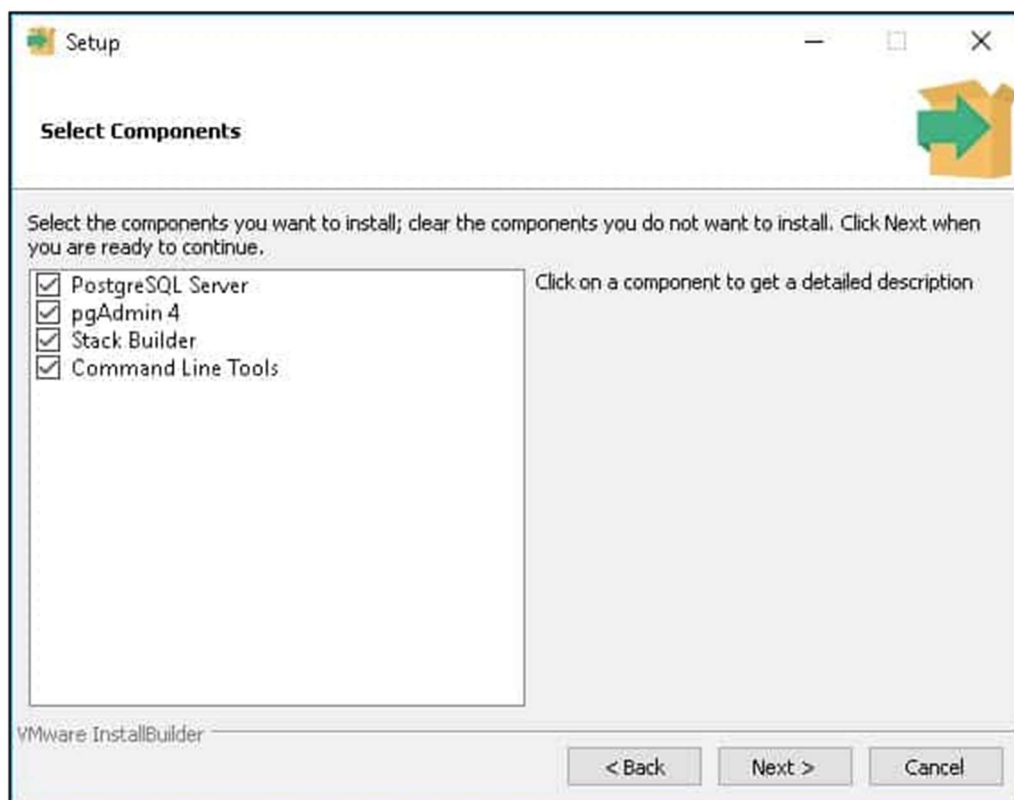 Setup
Select Components
Select the components you want to install; clear the components you do not want to install. Click Next when
you are ready to continue.
PostgreSQL Server
pgAdmin 4
Stack Builder
Command Line Tools
Click on a component to get a detailed description
VMware InstallBuilder
< Back
Next >
Cancel